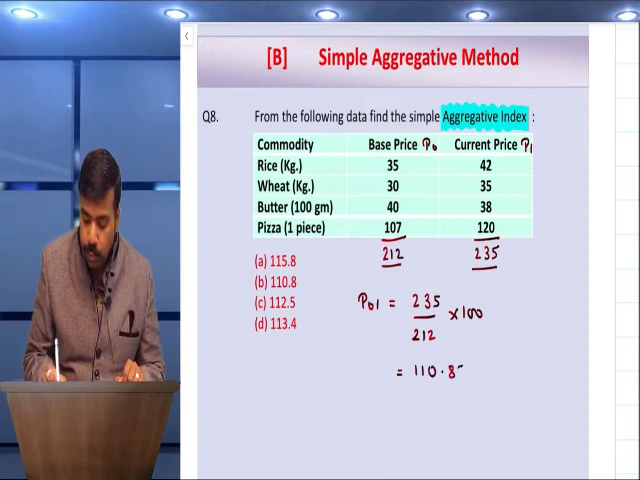 [B] Simple Aggregative Method
Q8. From the following data find the simple Aggregative Index :
Commodity Base Price P0 Current Price P1
Rice (Kg.) 35 42
Wheat (Kg.) 30 35
Butter (100 gm) 40 38
Pizza (1 piece) 107 120
212 235
(a) 115.8
(b) 110.8
(c) 112.5
(d) 113.4
P01 = 235
212
×100
= 110.8